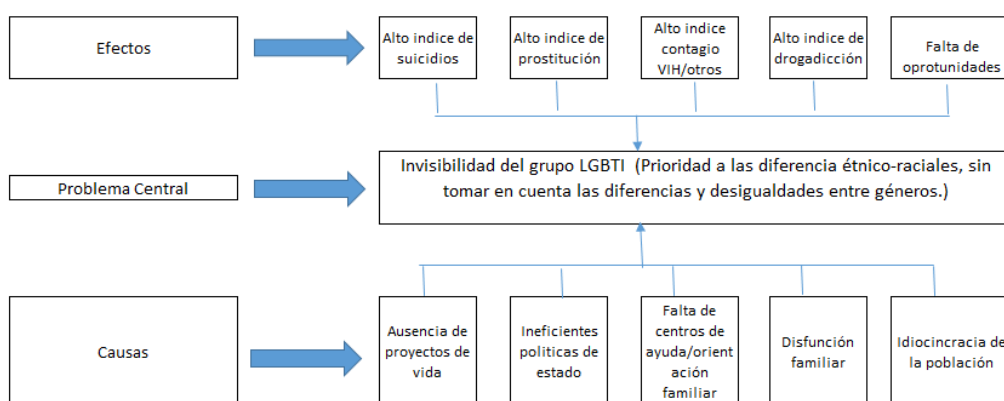 Efectos
Alto indice de
suicidios
Alto indice de
prostitución
Alto indice
contagio
VIH/otros
Alto indice de
drogadicción
Falta de
oprotunidades
Problema Central
Invisibilidad del grupo LGBTI (Prioridad a las diferencia étnico-raciales, sin
tomar en cuenta las diferencias y desigualdades entre géneros.)
Causas
Ausencia de
proyectos de
vida
Ineficientes
politicas de
estado
Falta de
centros de
ayuda/orient
ación
familiar
Disfunción
familiar
Idiocincracia de
la población